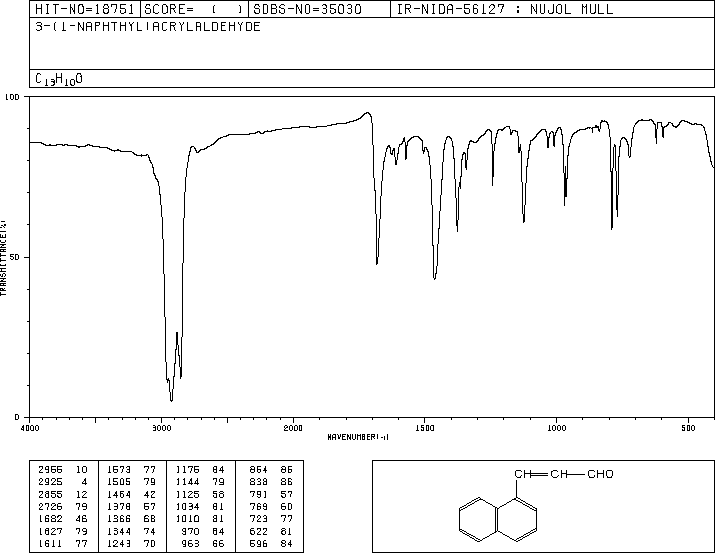 HIT-NO=18751 SCORE= ( ) SDBS-NO=35030 IR-NIDA-56127 : NUJOL MULL
3-(1-NAPHTHYL)ACRYLALDEHYDE
C13H10O
100
50
0
TRANSMITTANCE(%)
4000 3000 2000 1500 1000 500
WAVENUMBER(-1)
10 1573 77 1176 84 864 86
2925 4 1505 79 1144 79 838 86
2855 12 1464 42 1125 58 791 57
2726 79 1378 57 1034 81 769 60
1682 46 1366 68 1010 81 723 77
1627 79 1344 74 970 622 81
1611 77 1243 70 963 66 596 84
CH=CH-CHO